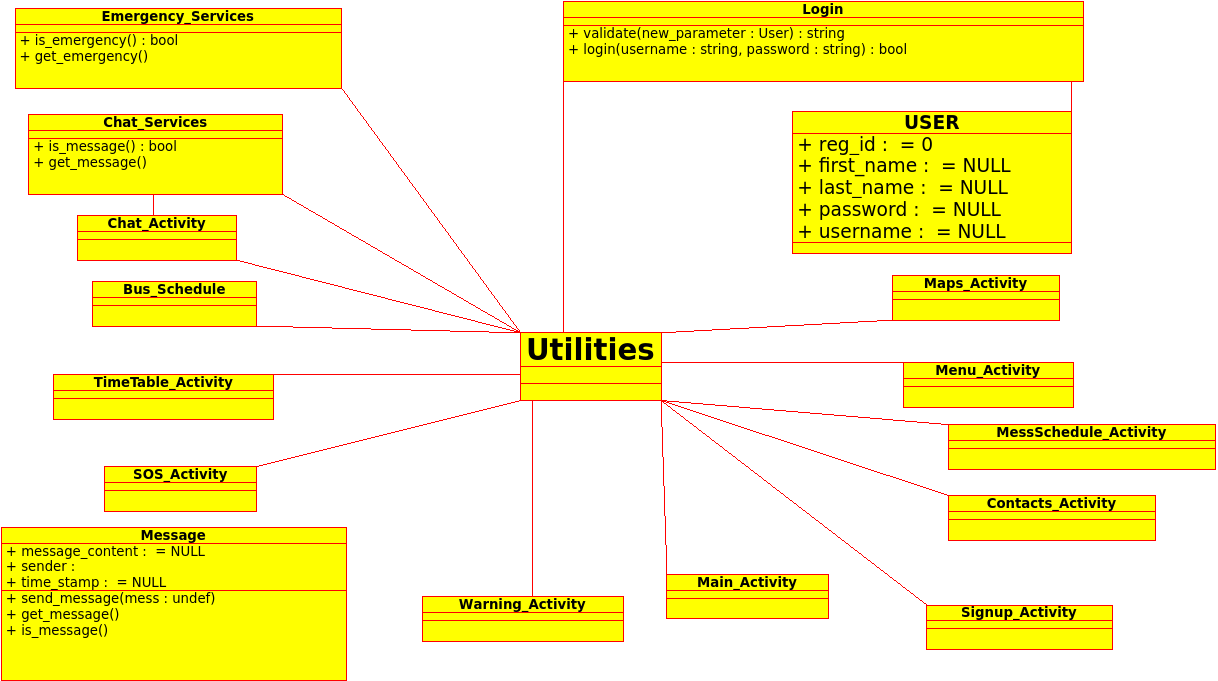 Emergency_Services
+ is_emergency() : bool
+ get_emergency()
Login
+ validate(new_parameter : User) : string
+ login(username : string, password : string) : bool
Chat_Services
+ is_message() : bool
+ get_message()
USER
+ reg_id :  = 0
+ first_name :  = NULL
+ last_name :  = NULL
+ password :  = NULL
+ username :  = NULL
Chat_Activity
Bus_Schedule
Maps_Activity
Utilities
TimeTable_Activity
Menu_Activity
MessSchedule_Activity
SOS_Activity
Contacts_Activity
Message
+ message_content :  = NULL
+ sender :
+ time_stamp :  = NULL
+ send_message(mess : undef)
+ get_message()
+ is_message()
Warning_Activity
Main_Activity
Signup_Activity